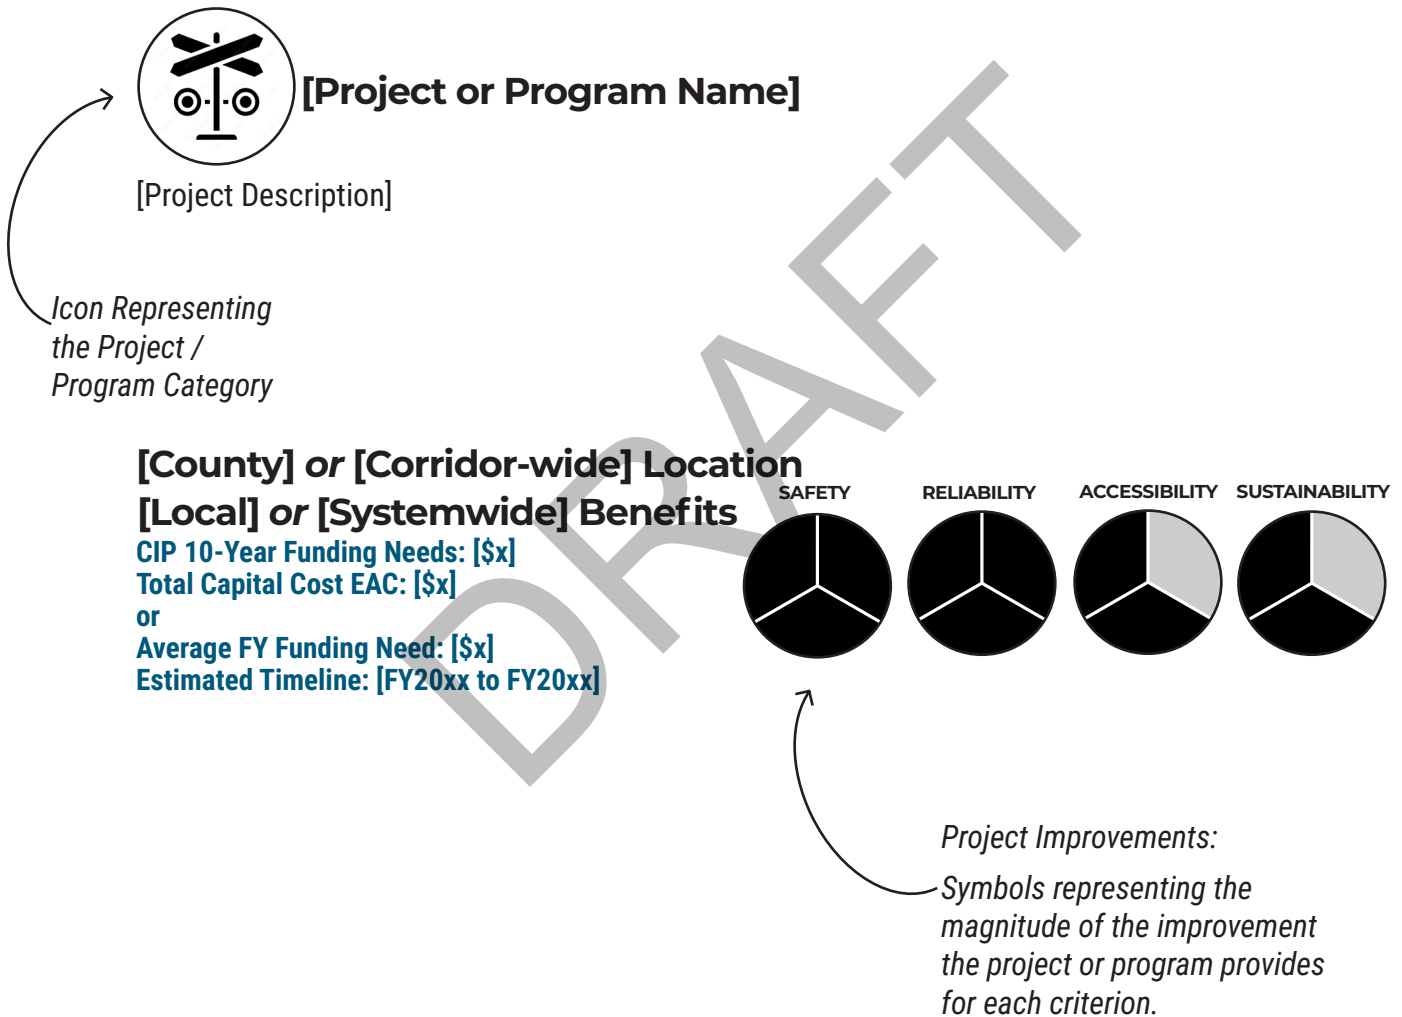 [Project or Program Name]
[Project Description]
Icon Representing
the Project /
Program Category
[County] or [Corridor-wide] Location
[Local] or [Systemwide] Benefits
CIP 10-Year Funding Needs: [$x]
Total Capital Cost EAC: [$x]
or
Average FY Funding Need: [$x]
Estimated Timeline: [FY20xx to FY20xx]
SAFETY
RELIABILITY
ACCESSIBILITY
SUSTAINABILITY
Project Improvements:
Symbols representing the
magnitude of the improvement
the project or program provides
for each criterion.
DRAFT